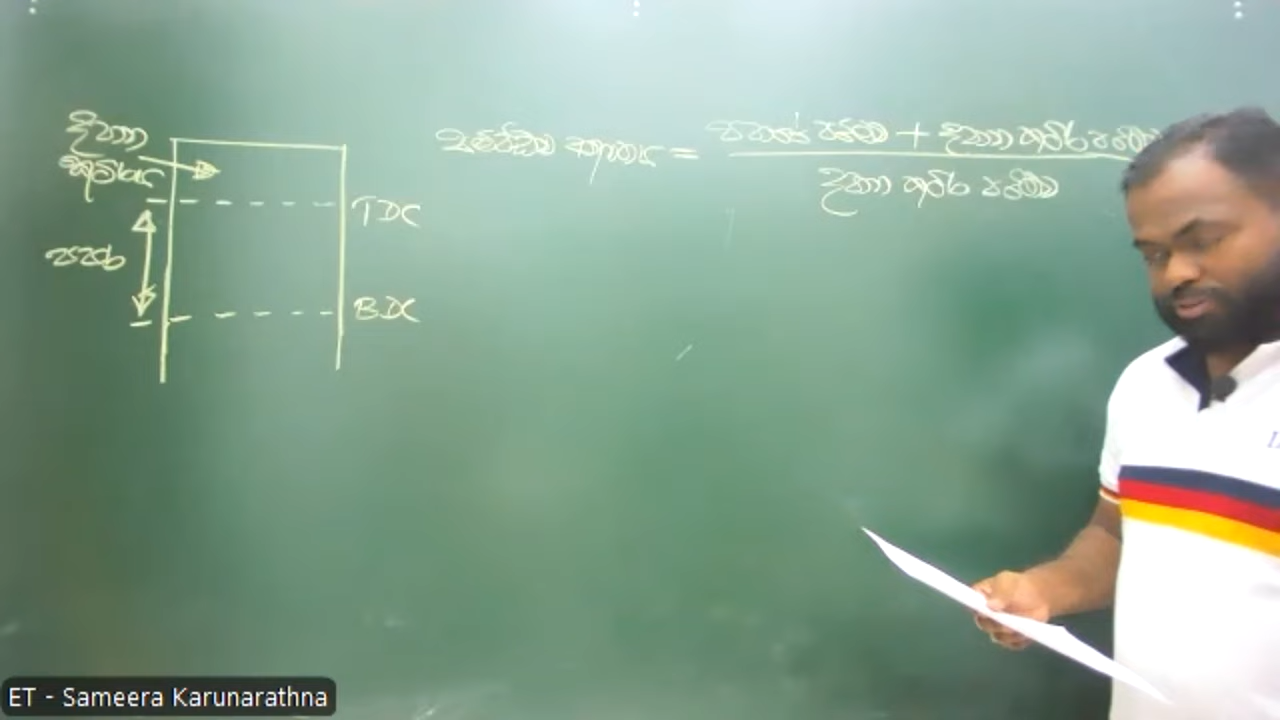 දහන
කුටීරය
පහර
TDC
BDC
සම්පීඩන අනුපාතය =
පහරේ පරිමාව + දහන කුටීර පරිමාව
දහන කුටීර පරිමාව
ET - Sameera Karunarathna